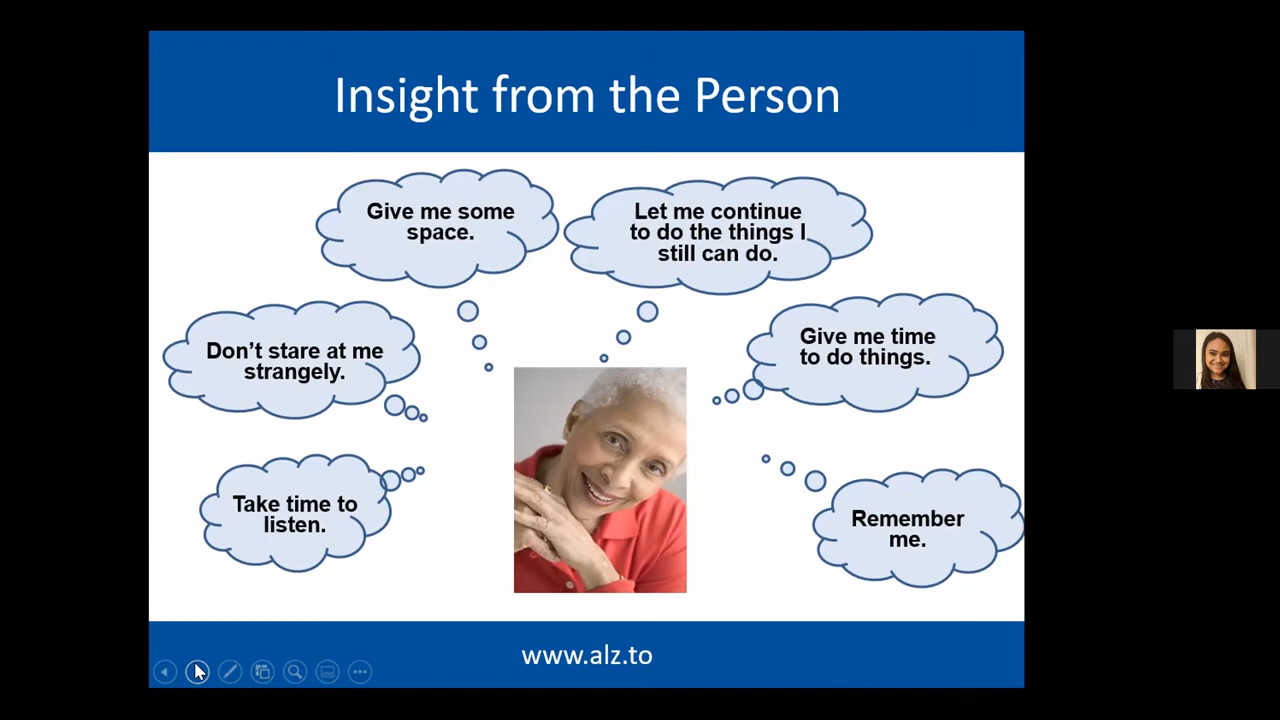 Insight from the Person
Give me some
space.
Let me continue
to do the things I
still can do.
Don’t stare at me
strangely.
Give me time
to do things.
Take time to
listen.
Remember
me.
www.alz.to